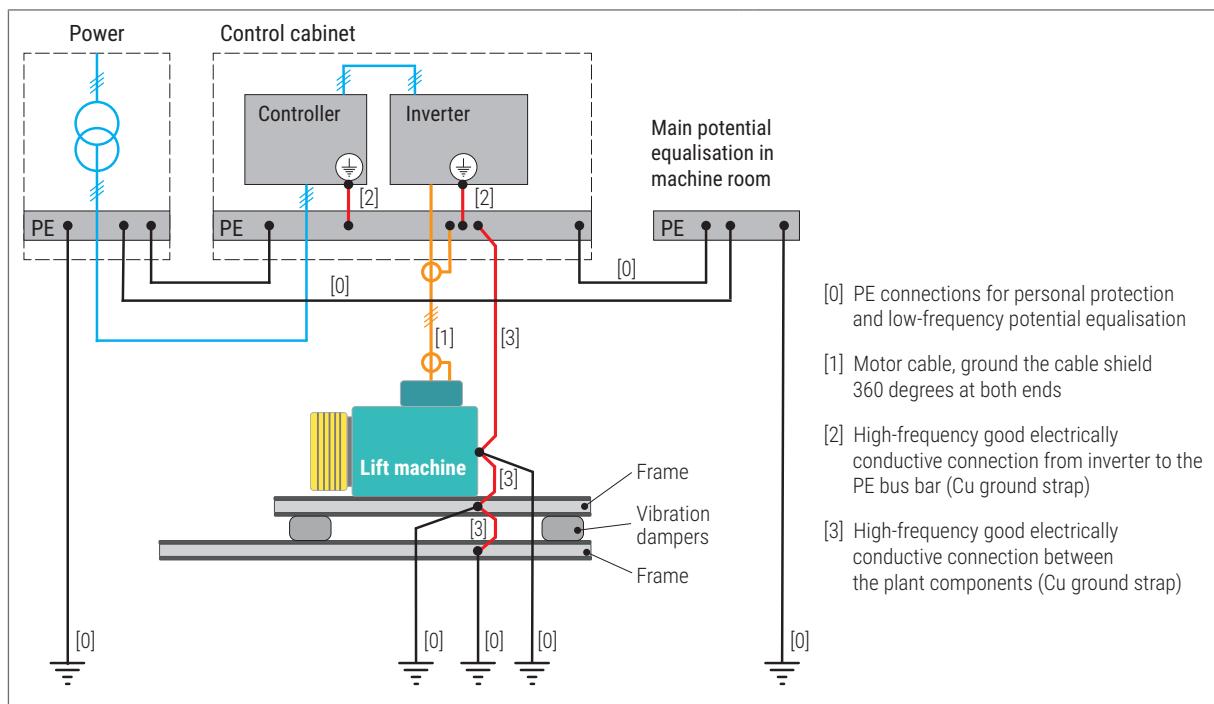 Power
Control cabinet
Controller
Inverter
Main potential
equalisation in
machine room
[2]
[2]
PE
PE
PE
[0]
[0]
[1]
[3]
[0] PE connections for personal protection
and low-frequency potential equalisation
[1] Motor cable, ground the cable shield
360 degrees at both ends
[2] High-frequency good electrically
conductive connection from inverter to the
PE bus bar (Cu ground strap)
[3] High-frequency good electrically
conductive connection between
the plant components (Cu ground strap)
Lift machine
[3]
Frame
Vibration
dampers
[3]
Frame
[0]
[0]
[0]
[0]
[0]